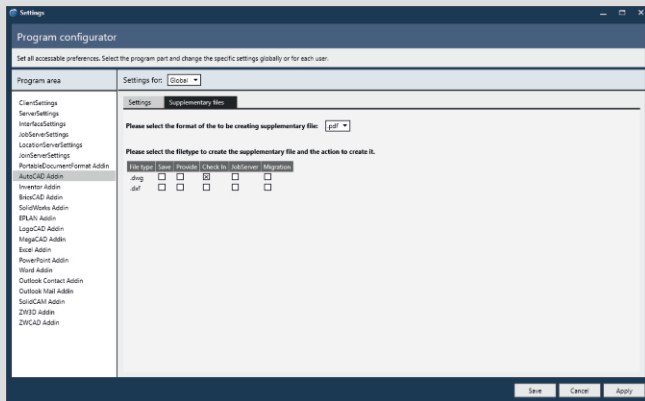 Settings
Program configurator
Set all accessable preferences. Select the program part and change the specific settings globally or for each user.
Program area
Settings for: Global
ClientSettings
ServerSettings
InterfaceSettings
JobServerSettings
LocationServerSettings
JoinServerSettings
PortableDocumentFormat Addin
AutoCAD Addin
Inventor Addin
BricsCAD Addin
SolidWorks Addin
EPLAN Addin
LogoCAD Addin
MegaCAD Addin
Excel Addin
PowerPoint Addin
Word Addin
Outlook Contact Addin
Outlook Mail Addin
SolidCAM Addin
ZW3D Addin
ZWCAD Addin
Settings Supplementary files
Please select the format of the to be creating supplementary file: .pdf
Please select the filetype to create the supplementary file and the action to create it.
File type Save Provide Check In JobServer Migration
.dwg
.dxf
Save Cancel Apply